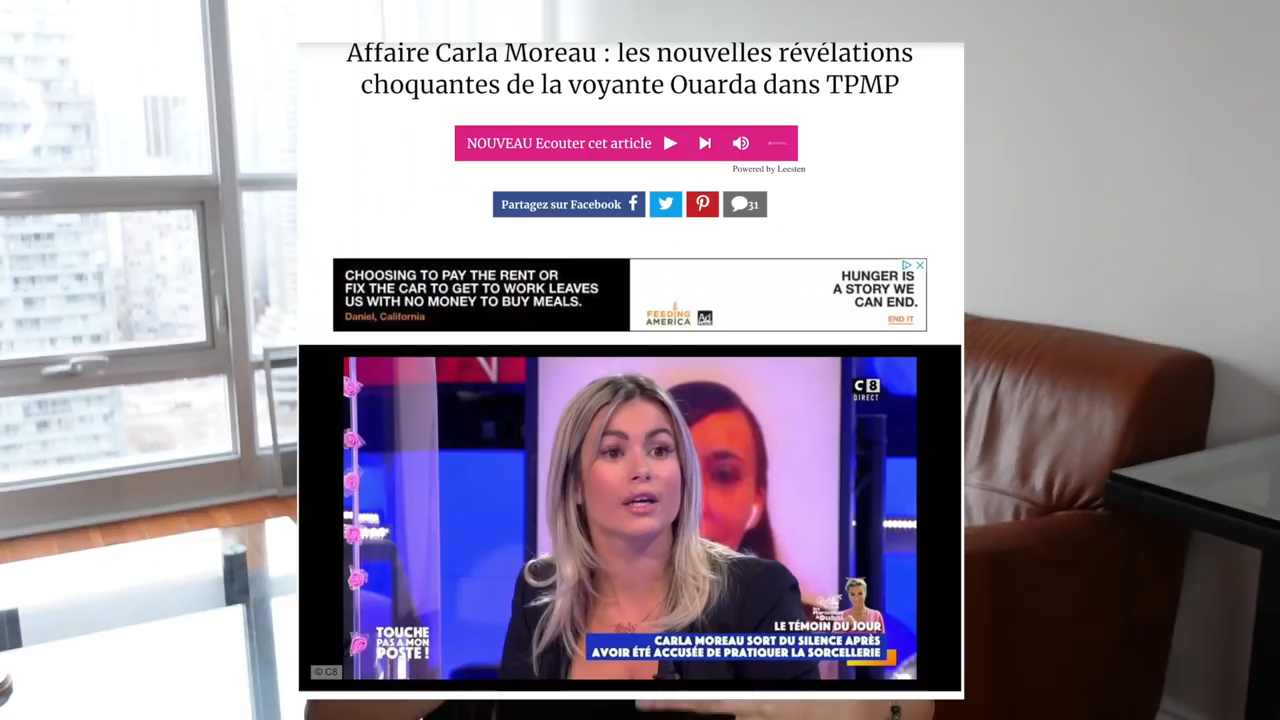 Affaire Carla Moreau : les nouvelles révélations
choquantes de la voyante Ouarda dans TPMP
NOUVEAU Ecouter cet article
Powered by Leesten
Partagez sur Facebook
31
CHOOSING TO PAY THE RENT OR
FIX THE CAR TO GET TO WORK LEAVES
US WITH NO MONEY TO BUY MEALS.
Daniel, California
FEEDING
AMERICA
Ad
HUNGER IS
A STORY WE
CAN END.
END IT
C8
DIRECT
TOUCHE
PAS A MON
POSTE !
LE TÉMOIN DU JOUR
CARLA MOREAU SORT DU SILENCE APRÈS
AVOIR ÉTÉ ACCUSÉE DE PRATIQUER LA SORCELLERIE
© C8